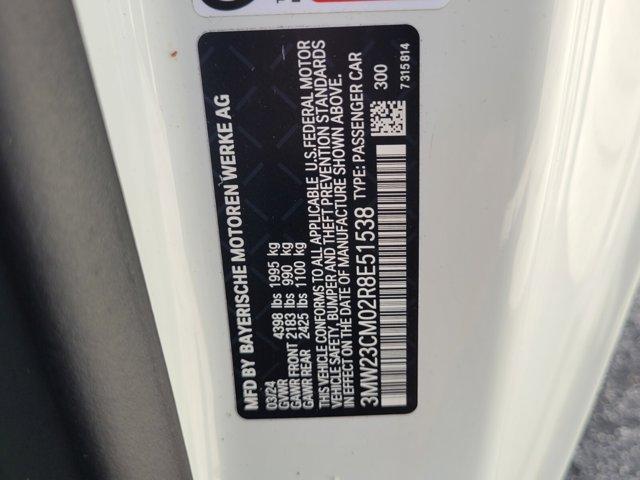 MFD BY BAYERISCHE MOTOREN WERKE AG
03/24
GVWR 4398 lbs 1995 kg
GAWR FRONT 2183 lbs 990 kg
GAWR REAR 2425 lbs 1100 kg
THIS VEHICLE CONFORMS TO ALL APPLICABLE U.S.FEDERAL MOTOR
VEHICLE SAFETY, BUMPER AND THEFT PREVENTION STANDARDS
IIN EFFECT ON THE DATE OF MANUFACTURE SHOWN ABOVE.
3MW23CM02R8E51538 TYPE: PASSENGER CAR
300
7 315 814